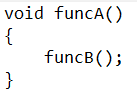 void funcA()
{
    funcB();
}